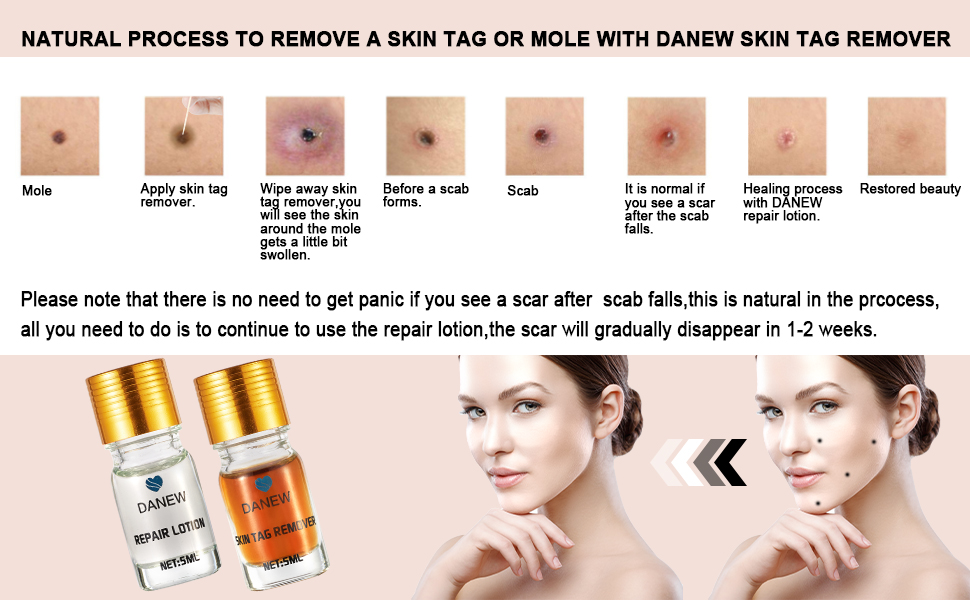 NATURAL PROCESS TO REMOVE A SKIN TAG OR MOLE WITH DANEW SKIN TAG REMOVER
Mole
Apply skin tag
remover.
Wipe away skin
tag remover,you
will see the skin
around the mole
gets a little bit
swollen.
Before a scab
forms.
Scab
It is normal if
you see a scar
after the scab
falls.
Healing process
with DANEW
repair lotion.
Restored beauty
Please note that there is no need to get panic if you see a scar after scab falls,this is natural in the prcocess,
all you need to do is to continue to use the repair lotion,the scar will gradually disappear in 1-2 weeks.
DANEW
REPAIR LOTION
NET:5ML
DANEW
SKIN TAG REMOVER
NET:5ML